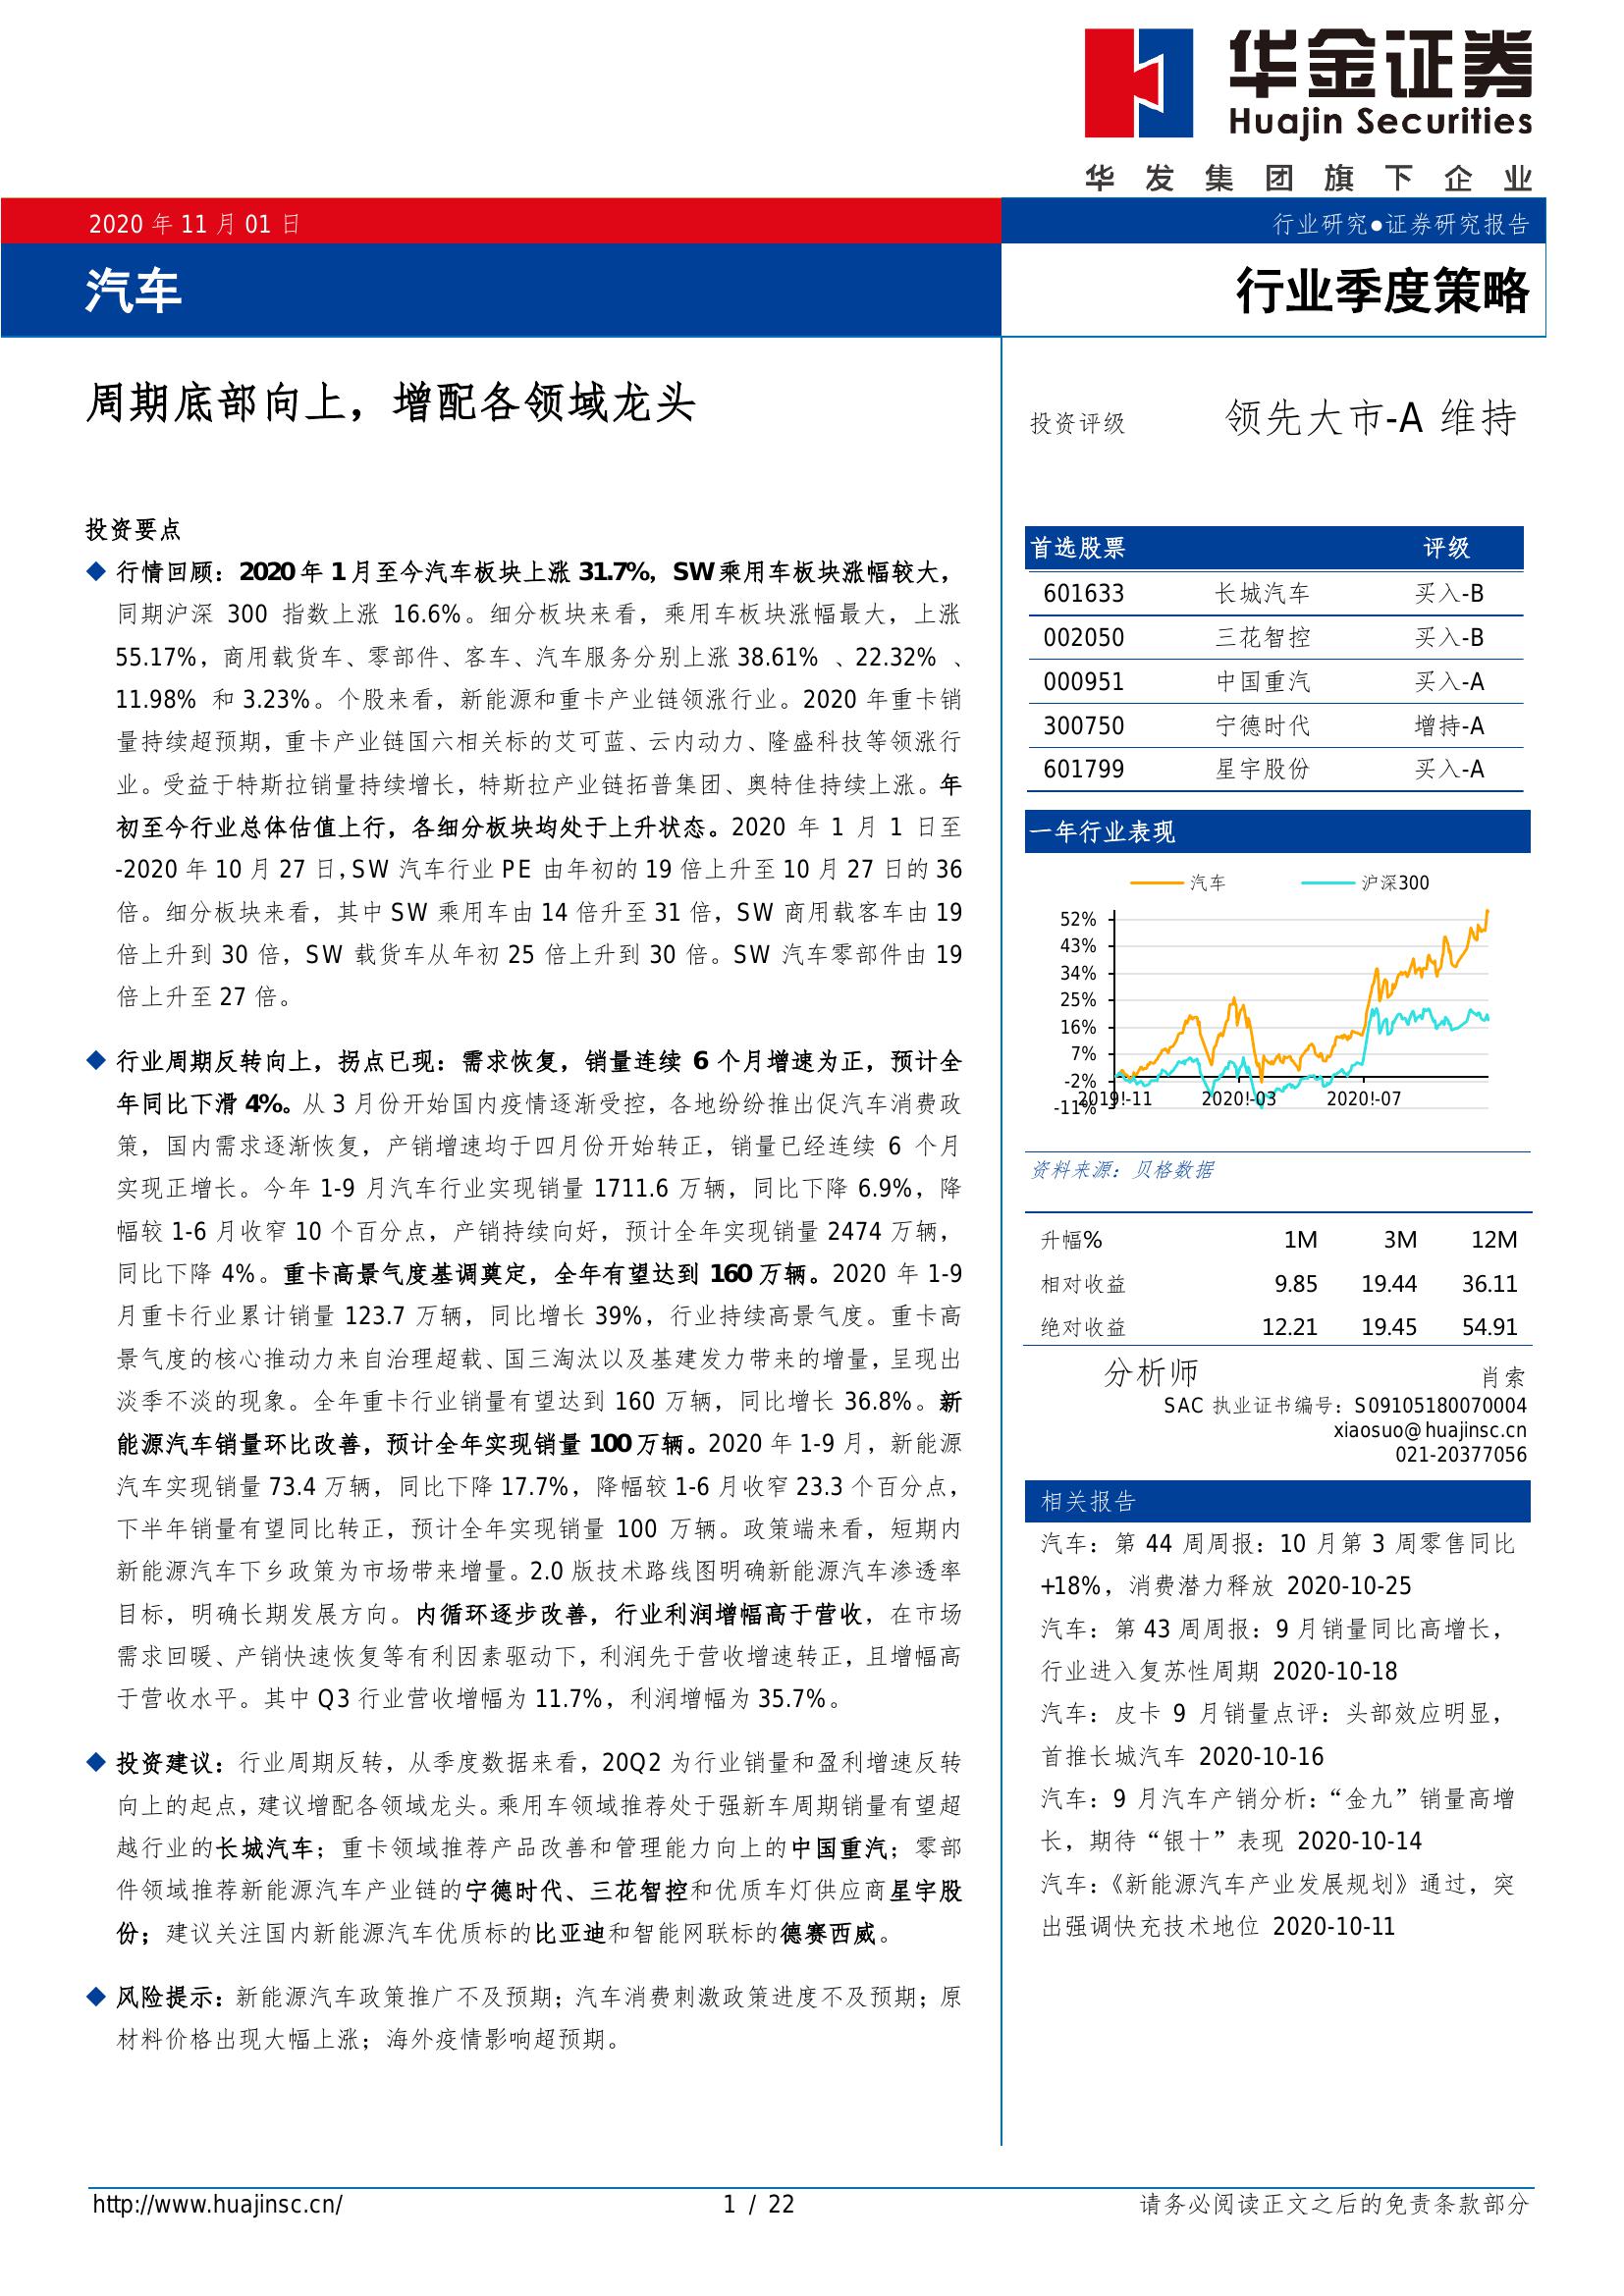 华金证券
Huajin Securities
华发集团旗下企业
2020 年 11 月 01 日
行业研究●证券研究报告
汽车
行业季度策略
周期底部向上，增配各领域龙头
投资要点
◆ 行情回顾：2020 年 1 月至今汽车板块上涨 31.7%，SW 乘用车板块涨幅较大，
同期沪深 300 指数上涨 16.6%。细分板块来看，乘用车板块涨幅最大，上涨
55.17%，商用载货车、零部件、客车、汽车服务分别上涨 38.61% 、22.32% 、
11.98% 和 3.23%。个股来看，新能源和重卡产业链领涨行业。2020 年重卡销
量持续超预期，重卡产业链国六相关标的艾可蓝、云内动力、隆盛科技等领涨行
业。受益于特斯拉销量持续增长，特斯拉产业链拓普集团、奥特佳持续上涨。年
初至今行业总体估值上行，各细分板块均处于上升状态。2020 年 1 月 1 日至
-2020 年 10 月 27 日，SW 汽车行业 PE 由年初的 19 倍上升至 10 月 27 日的 36
倍。细分板块来看，其中 SW 乘用车由 14 倍升至 31 倍，SW 商用载客车由 19
倍上升到 30 倍，SW 载货车从年初 25 倍上升到 30 倍。SW 汽车零部件由 19
倍上升至 27 倍。
◆ 行业周期反转向上，拐点已现：需求恢复，销量连续 6 个月增速为正，预计全
年同比下滑 4%。从 3 月份开始国内疫情逐渐受控，各地纷纷推出促汽车消费政
策，国内需求逐渐恢复，产销增速均于四月份开始转正，销量已经连续 6 个月
实现正增长。今年 1-9 月汽车行业实现销量 1711.6 万辆，同比下降 6.9%，降
幅较 1-6 月收窄 10 个百分点，产销持续向好，预计全年实现销量 2474 万辆，
同比下降 4%。重卡高景气度基调奠定，全年有望达到 160 万辆。2020 年 1-9
月重卡行业累计销量 123.7 万辆，同比增长 39%，行业持续高景气度。重卡高
景气度的核心推动力来自治理超载、国三淘汰以及基建发力带来的增量，呈现出
淡季不淡的现象。全年重卡行业销量有望达到 160 万辆，同比增长 36.8%。新
能源汽车销量环比改善，预计全年实现销量 100 万辆。2020 年 1-9 月，新能源
汽车实现销量 73.4 万辆，同比下降 17.7%，降幅较 1-6 月收窄 23.3 个百分点，
下半年销量有望同比转正，预计全年实现销量 100 万辆。政策端来看，短期内
新能源汽车下乡政策为市场带来增量。2.0 版技术路线图明确新能源汽车渗透率
目标，明确长期发展方向。内循环逐步改善，行业利润增幅高于营收，在市场
需求回暖、产销快速恢复等有利因素驱动下，利润先于营收增速转正，且增幅高
于营收水平。其中 Q3 行业营收增幅为 11.7%，利润增幅为 35.7%。
◆ 投资建议：行业周期反转，从季度数据来看，20Q2 为行业销量和盈利增速反转
向上的起点，建议增配各领域龙头。乘用车领域推荐处于强新车周期销量有望超
越行业的长城汽车；重卡领域推荐产品改善和管理能力向上的中国重汽；零部
件领域推荐新能源汽车产业链的宁德时代、三花智控和优质车灯供应商星宇股
份；建议关注国内新能源汽车优质标的比亚迪和智能网联标的德赛西威。
◆ 风险提示：新能源汽车政策推广不及预期；汽车消费刺激政策进度不及预期；原
材料价格出现大幅上涨；海外疫情影响超预期。
投资评级 领先大市-A 维持
首选股票 评级
601633 长城汽车 买入-B
002050 三花智控 买入-B
000951 中国重汽 买入-A
300750 宁德时代 增持-A
601799 星宇股份 买入-A
一年行业表现
汽车 沪深300
52%
43%
34%
25%
16%
7%
-2%
-11%
2019!-11 2020!-03 2020!-07
资料来源：贝格数据
升幅% 1M 3M 12M
相对收益 9.85 19.44 36.11
绝对收益 12.21 19.45 54.91
分析师 肖索
SAC 执业证书编号：S09105180070004
xiaosuo@huajinsc.cn
021-20377056
相关报告
汽车：第 44 周周报：10 月第 3 周零售同比
+18%，消费潜力释放 2020-10-25
汽车：第 43 周周报：9 月销量同比高增长，
行业进入复苏性周期 2020-10-18
汽车：皮卡 9 月销量点评：头部效应明显，
首推长城汽车 2020-10-16
汽车：9 月汽车产销分析：“金九”销量高增
长，期待“银十”表现 2020-10-14
汽车：《新能源汽车产业发展规划》通过，突
出强调快充技术地位 2020-10-11
http://www.huajinsc.cn/ 1 / 22 请务必阅读正文之后的免责条款部分